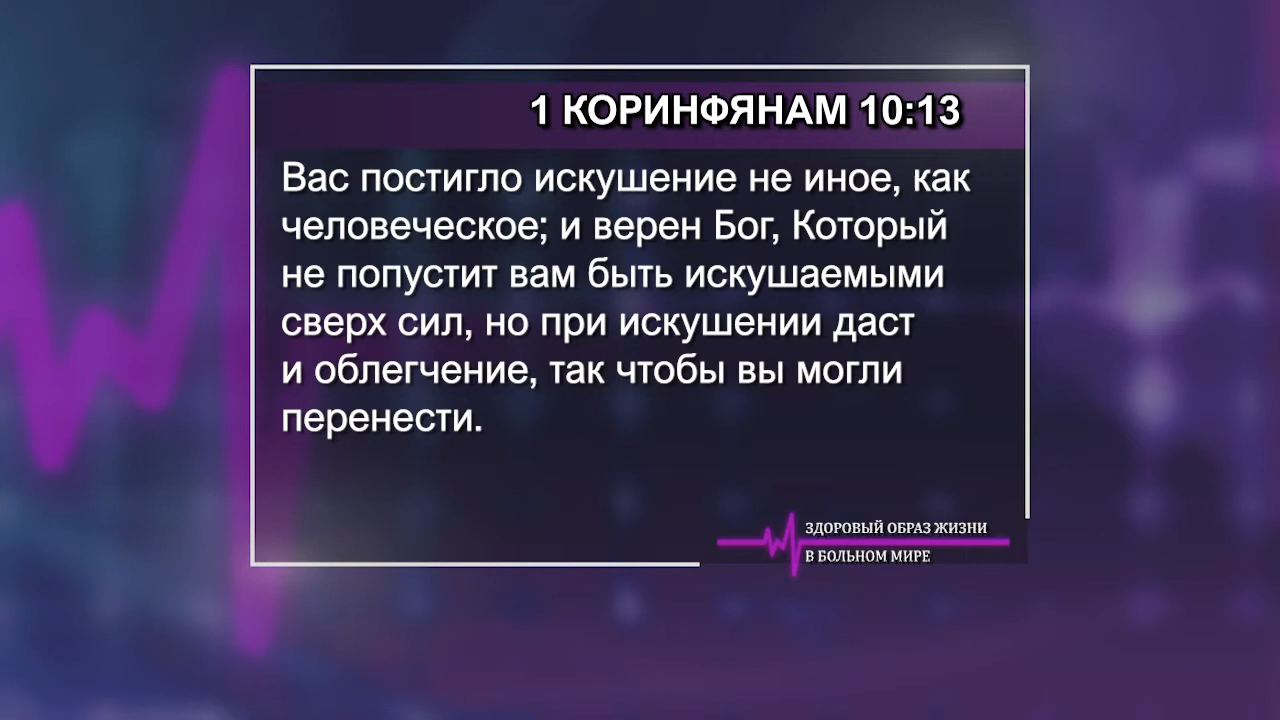 1 КОРИНФЯНАМ 10:13
Вас постигло искушение не иное, как
человеческое; и верен Бог, Который
не попустит вам быть искушаемыми
сверх сил, но при искушении даст
и облегчение, так чтобы вы могли
перенести.
ЗДОРОВЫЙ ОБРАЗ ЖИЗНИ
В БОЛЬНОМ МИРЕ